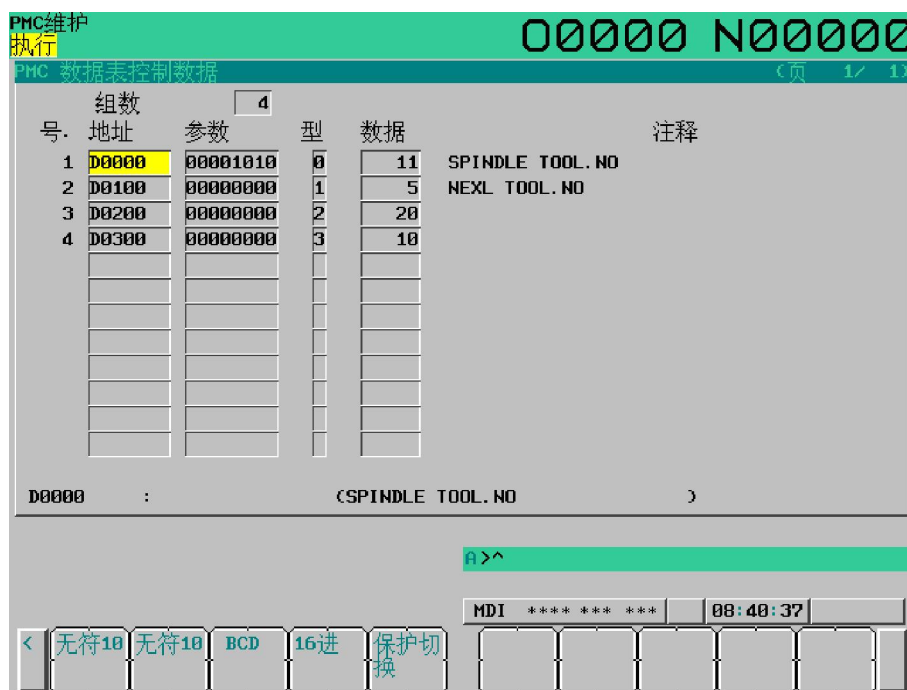 PMC维护
执行
O0000 N00000
PMC 数据表控制数据 (页 1/ 1)
组数 4
号. 地址 参数 型 数据 注释
1 D0000 00001010 0 11 SPINDLE TOOL.NO
2 D0100 00000000 1 5 NEXL TOOL.NO
3 D0200 00000000 2 20
4 D0300 00000000 3 10
D0000 : (SPINDLE TOOL.NO )
A>^
MDI **** *** *** 08:40:37
< 无符10 无符10 BCD 16进 保护切换